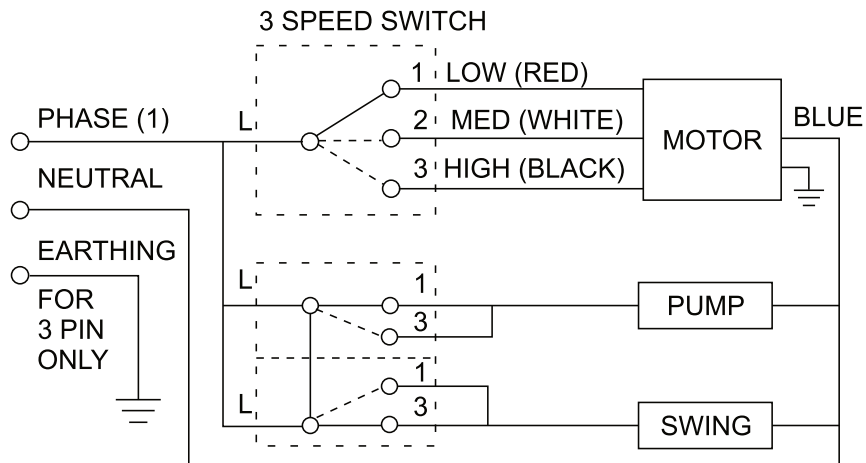 3 SPEED SWITCH
1 LOW (RED)
PHASE (1)
L
2 MED (WHITE)
MOTOR
BLUE
3 HIGH (BLACK)
NEUTRAL
EARTHING
FOR
3 PIN
ONLY
L
1
3
PUMP
L
1
3
SWING